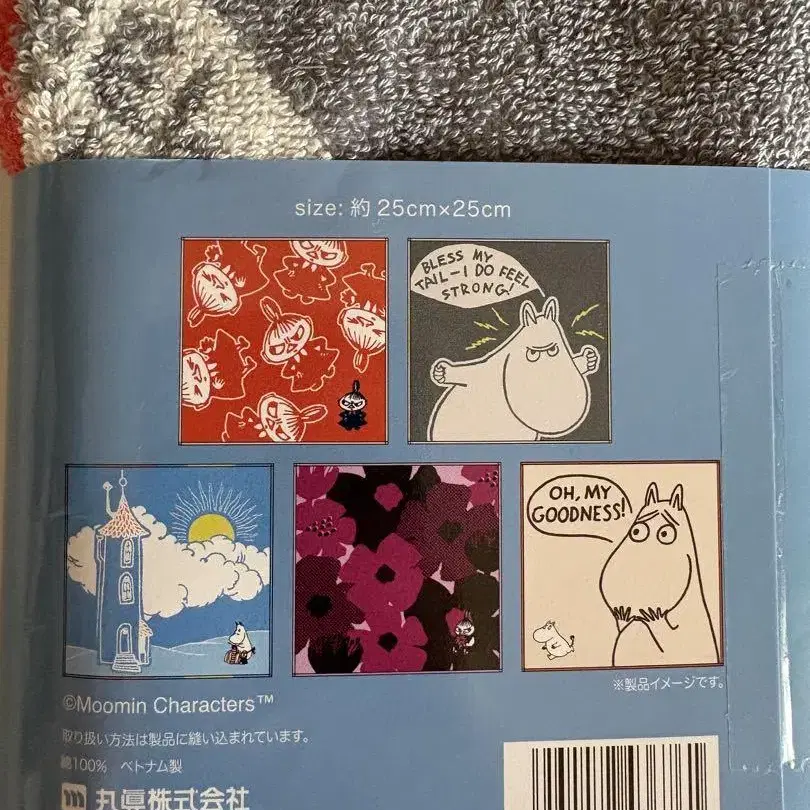 size: 約 25cm×25cm
BLESS MY
TAIL-I DO FEEL
STRONG!
OH, MY
GOODNESS!
※製品イメージです。
©Moomin Characters™
取り扱い方法は製品に縫い込まれています。
綿100% ベトナム製
丸眞株式会社